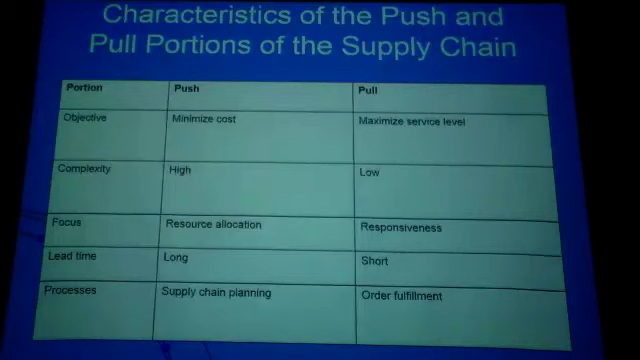 Characteristics of the Push and
Pull Portions of the Supply Chain
Portion Push Pull
Objective Minimize cost Maximize service level
Complexity High Low
Focus Resource allocation Responsiveness
Lead time Long Short
Processes Supply chain planning Order fulfillment